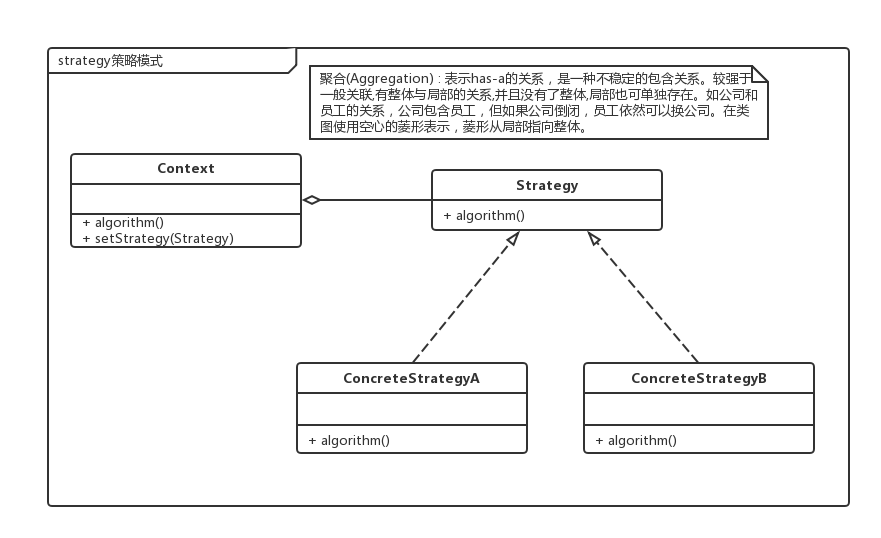 strategy策略模式
聚合(Aggregation) : 表示has-a的关系，是一种不稳定的包含关系。较强于
一般关联,有整体与局部的关系,并且没有了整体,局部也可单独存在。如公司和
员工的关系，公司包含员工，但如果公司倒闭，员工依然可以换公司。在类
图使用空心的菱形表示，菱形从局部指向整体。
Context
+ algorithm()
+ setStrategy(Strategy)
Strategy
+ algorithm()
ConcreteStrategyA
+ algorithm()
ConcreteStrategyB
+ algorithm()